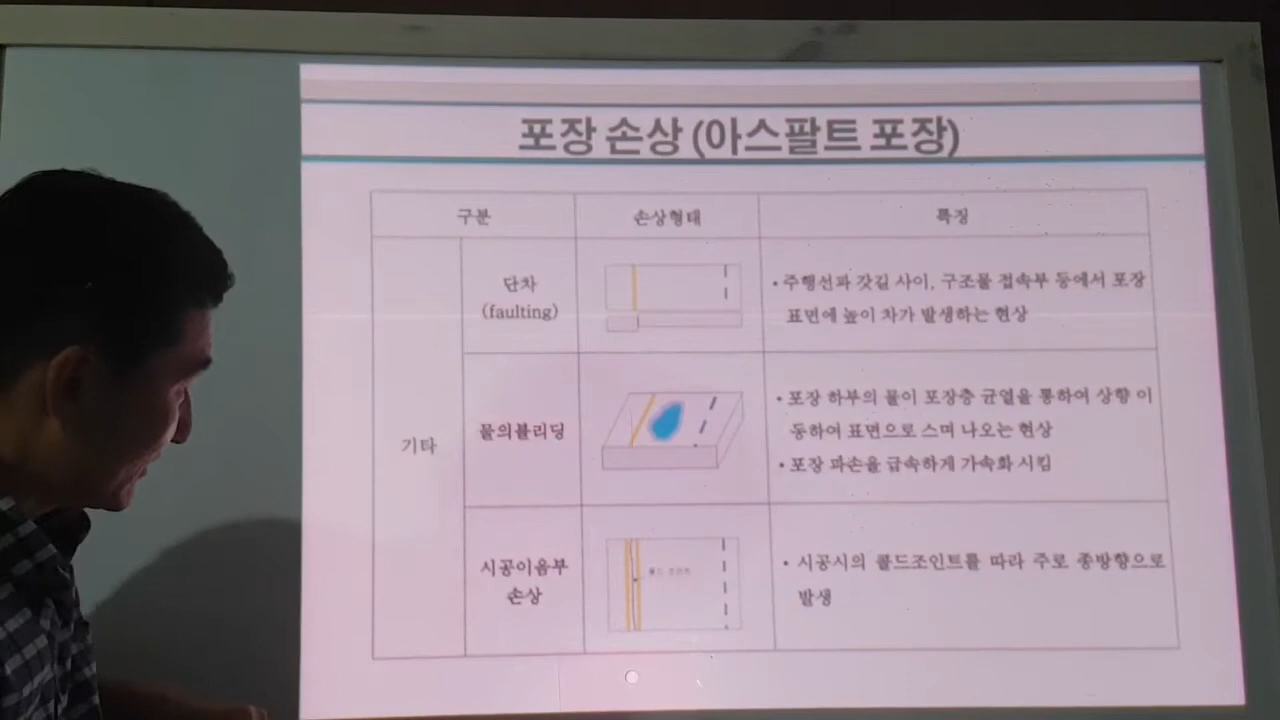 포장 손상 (아스팔트 포장)
구분 손상형태 특징
기타
단차
(faulting)
• 주행선과 갓길 사이, 구조물 접속부 등에서 포장
표면에 높이 차가 발생하는 현상
물의블리딩
• 포장 하부의 물이 포장층 균열을 통하여 상향 이
동하여 표면으로 스며 나오는 현상
• 포장 파손을 급속하게 가속화 시킴
시공이음부
손상
콜드 조인트
• 시공시의 콜드조인트를 따라 주로 종방향으로
발생